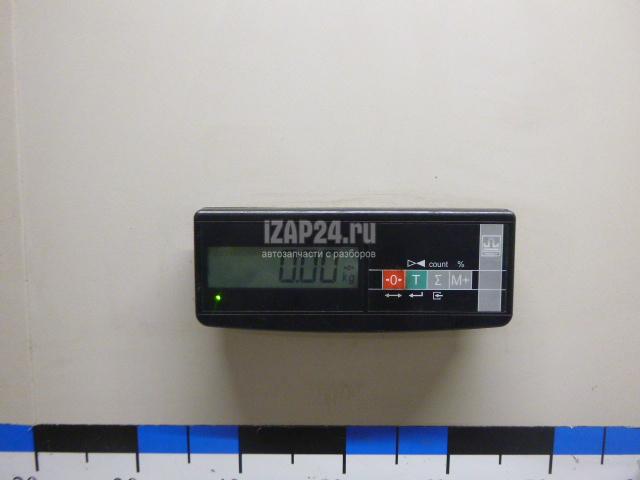 iZAP24.ru
автозапчасти с разборов
0.00 kg
count %
→0← T Σ M+